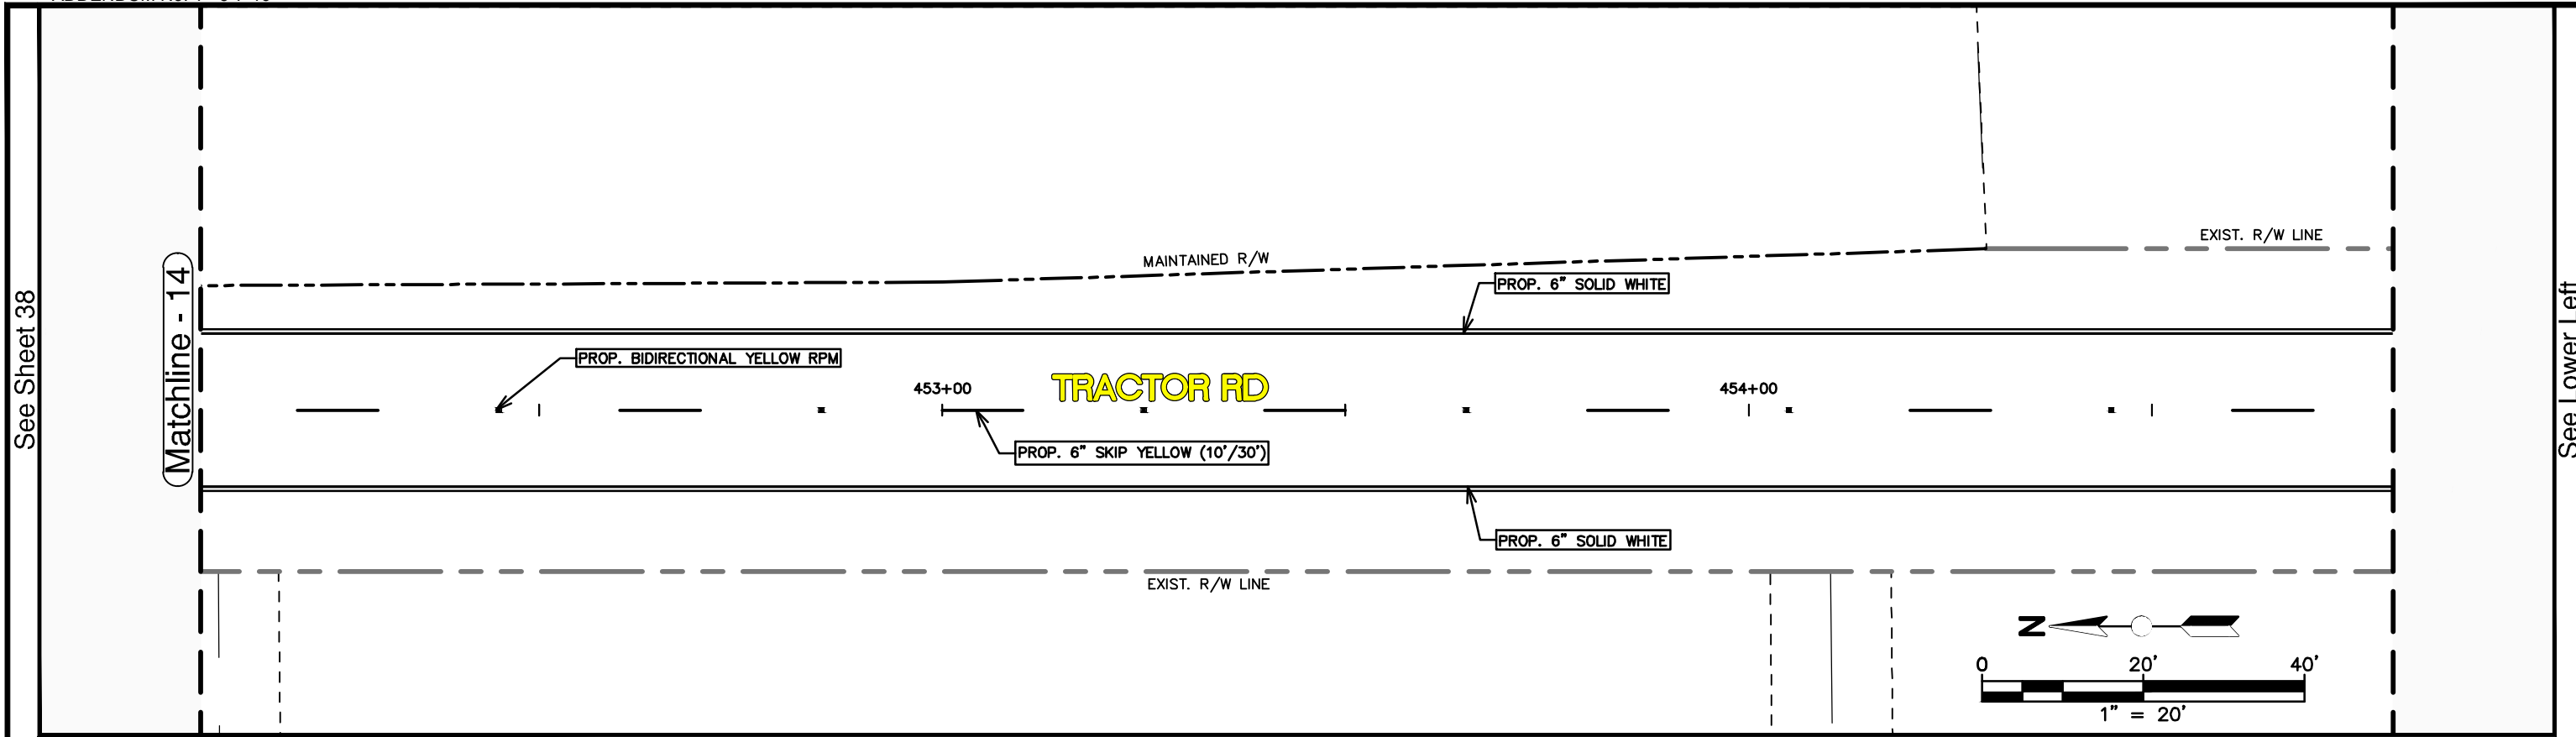 See Sheet 38
Matchline - 14
MAINTAINED R/W
EXIST. R/W LINE
PROP. 6" SOLID WHITE
PROP. BIDIRECTIONAL YELLOW RPM
453+00
TRACTOR RD
454+00
PROP. 6" SKIP YELLOW (10'/30')
PROP. 6" SOLID WHITE
EXIST. R/W LINE
N
0 20' 40'
1" = 20'
See Lower Left